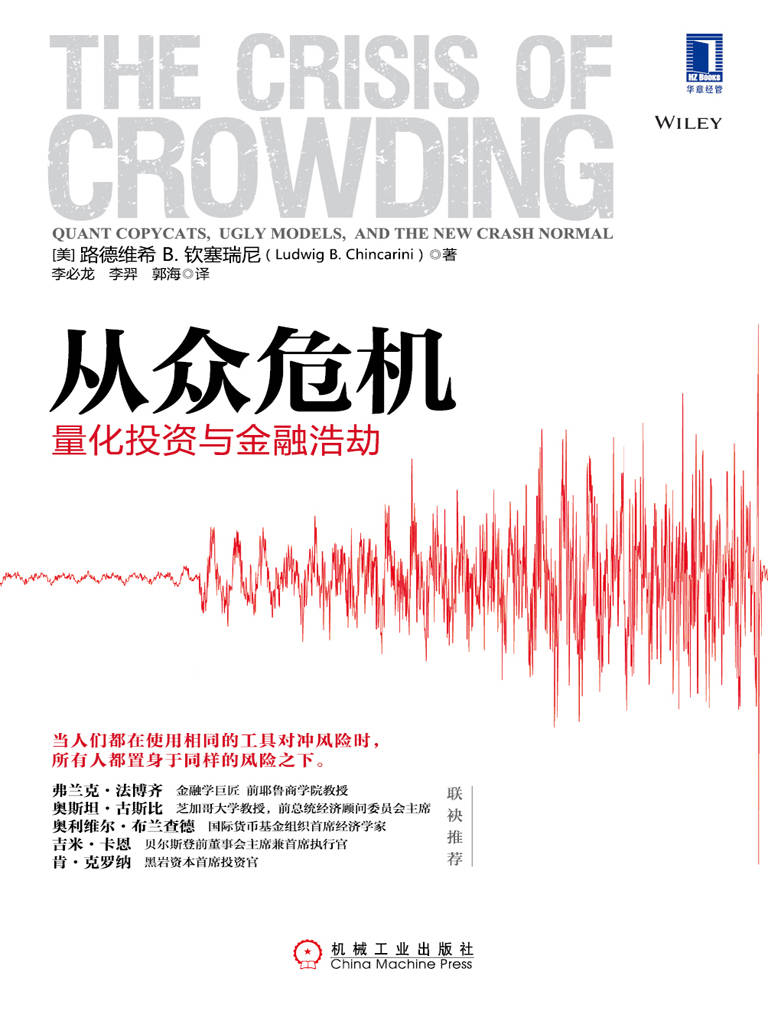 THE CRISIS OF
CROWDING
QUANT COPYCATS, UGLY MODELS, AND THE NEW CRASH NORMAL
HZ Books
华章经管
WILEY
[美] 路德维希 B. 钦塞瑞尼（Ludwig B. Chincarini）◎著
李必龙 李羿 郭海◎译
从众危机
量化投资与金融浩劫
当人们都在使用相同的工具对冲风险时，
所有人都置身于同样的风险之下。
弗兰克·法博齐 金融学巨匠 前耶鲁商学院教授
奥斯坦·古斯比 芝加哥大学教授，前总统经济顾问委员会主席
奥利维尔·布兰查德 国际货币基金组织首席经济学家
吉米·卡恩 贝尔斯登前董事会主席兼首席执行官
肯·克罗纳 黑岩资本首席投资官
联袂推荐
机械工业出版社
China Machine Press